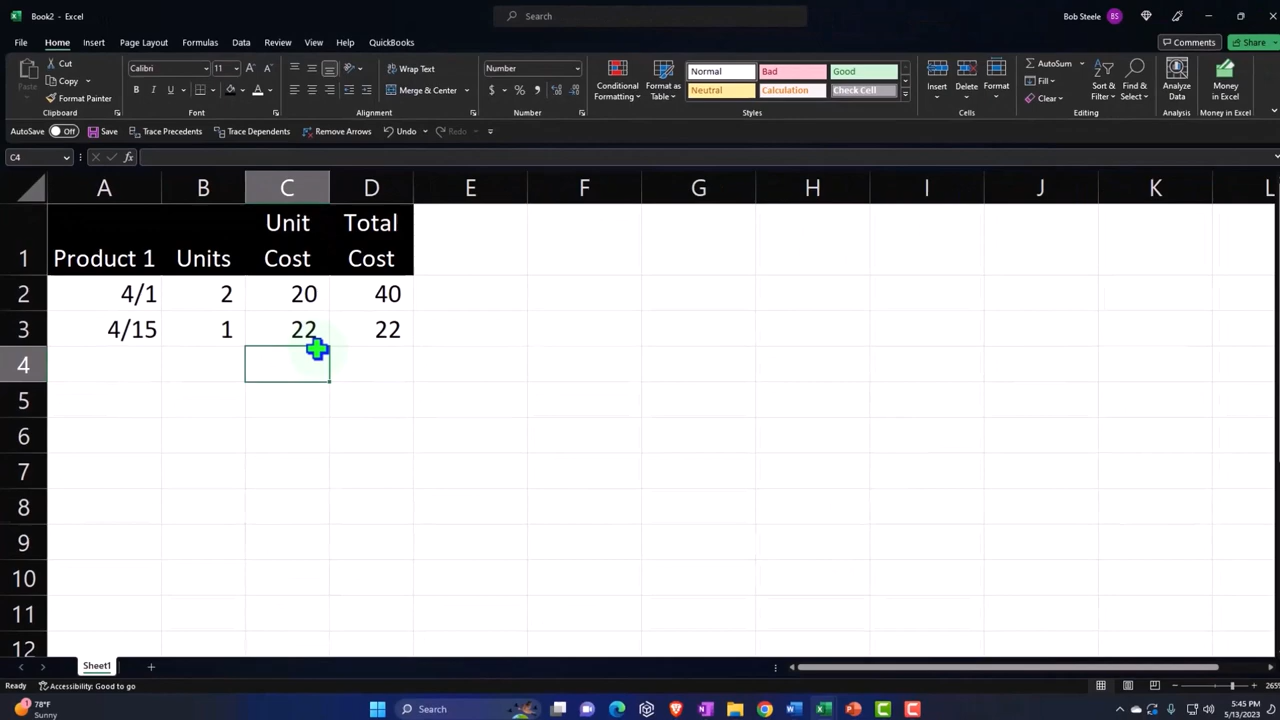 Book2 - Excel
Search
Bob Steele BS
File Home Insert Page Layout Formulas Data Review View Help QuickBooks
Comments Share
Paste
Cut
Copy
Format Painter
Clipboard
Calibri 11
B I U
Font
Wrap Text
Merge & Center
Alignment
Number
$ % ,
Number
Conditional Formatting
Format as Table
Normal Bad Good
Neutral Calculation Check Cell
Styles
Insert Delete Format
Cells
AutoSum
Fill
Clear
Sort & Filter
Find & Select
Editing
Analyze Data
Analysis
Money in Excel
Money in Excel
AutoSave Off Save Trace Precedents Trace Dependents Remove Arrows Undo Redo
C4 fx
A B C D E F G H I J K L
Unit Total
1 Product 1 Units Cost Cost
2 4/1 2 20 40
3 4/15 1 22 22
4
5
6
7
8
9
10
11
12
Sheet1
Ready Accessibility: Good to go 265%
78°F
Sunny
Search
5:45 PM
5/13/2023